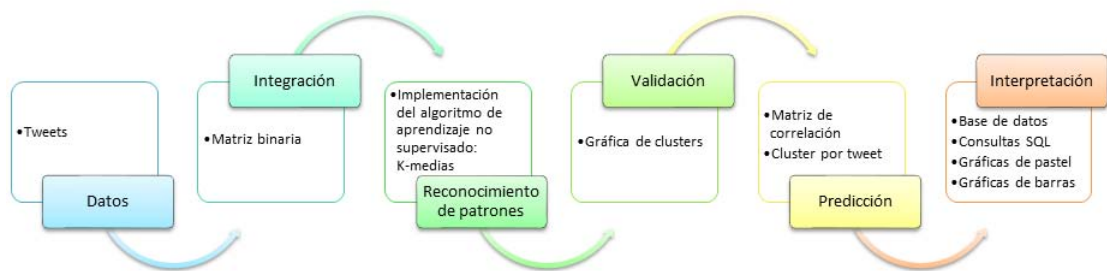 •Tweets
Datos
Integración
•Matriz binaria
•Implementación
del algoritmo de
aprendizaje no
supervisado:
K-medias
Reconocimiento
de patrones
Validación
•Gráfica de clusters
•Matriz de
correlación
•Cluster por tweet
Predicción
Interpretación
•Base de datos
•Consultas SQL
•Gráficas de pastel
•Gráficas de barras